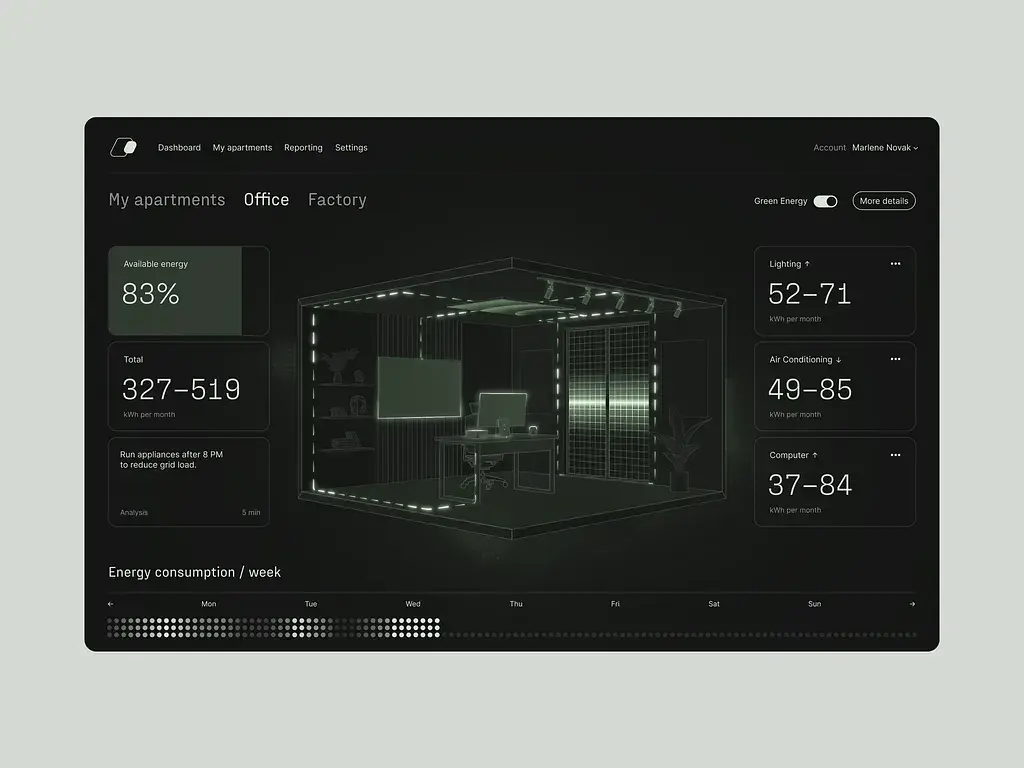 Dashboard My apartments Reporting Settings Account Marlene Novak
My apartments Office Factory
Green Energy More details
Available energy
83%
Total
327–519
kWh per month
Run appliances after 8 PM
to reduce grid load.
Analysis 5 min
Lighting ↑
52–71
kWh per month
Air Conditioning ↓
49–85
kWh per month
Computer ↑
37–84
kWh per month
Energy consumption / week
← Mon Tue Wed Thu Fri Sat Sun →